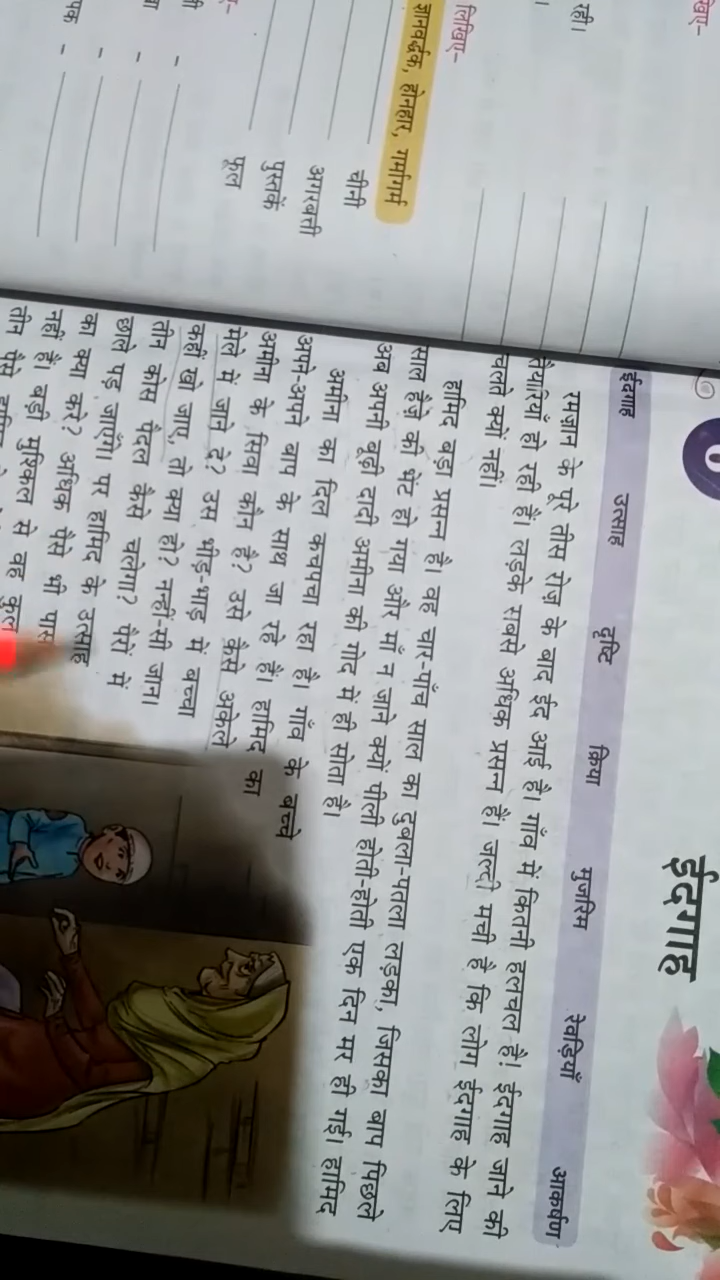 खिए–
रही।
लिखिए–
ज्ञानवर्द्धक, होनहार, गर्मागर्म
चीनी
अगरबत्ती
पुस्तकें
फूल
ईदगाह
ईदगाह उत्साह दृष्टि क्रिया मुजरिम रेवड़ियाँ आकर्षण
रमज़ान के पूरे तीस रोज़ के बाद ईद आई है। गाँव में कितनी हलचल है! ईदगाह जाने की
तैयारियाँ हो रही हैं। लड़के सबसे अधिक प्रसन्न हैं। जल्दी मची है कि लोग ईदगाह के लिए
चलते क्यों नहीं।
हामिद बड़ा प्रसन्न है। वह चार-पाँच साल का दुबला-पतला लड़का, जिसका बाप पिछले
साल हैज़े की भेंट हो गया और माँ न जाने क्यों पीली होती-होती एक दिन मर ही गई। हामिद
अब अपनी बूढ़ी दादी अमीना की गोद में ही सोता है।
अमीना का दिल कचपचा रहा है। गाँव के बच्चे
अपने-अपने बाप के साथ जा रहे हैं। हामिद का
अमीना के सिवा कौन है? उसे कैसे अकेले
मेले में जाने दे? उस भीड़-भाड़ में बच्चा
कहीं खो जाए, तो क्या हो? नन्हीं-सी जान।
तीन कोस पैदल कैसे चलेगा? पैरों में
छाले पड़ जाएँगे। पर हामिद के उत्साह
का क्या करे? अधिक पैसे भी पास
नहीं हैं। बड़ी मुश्किल से वह कुल
तीन पैसे